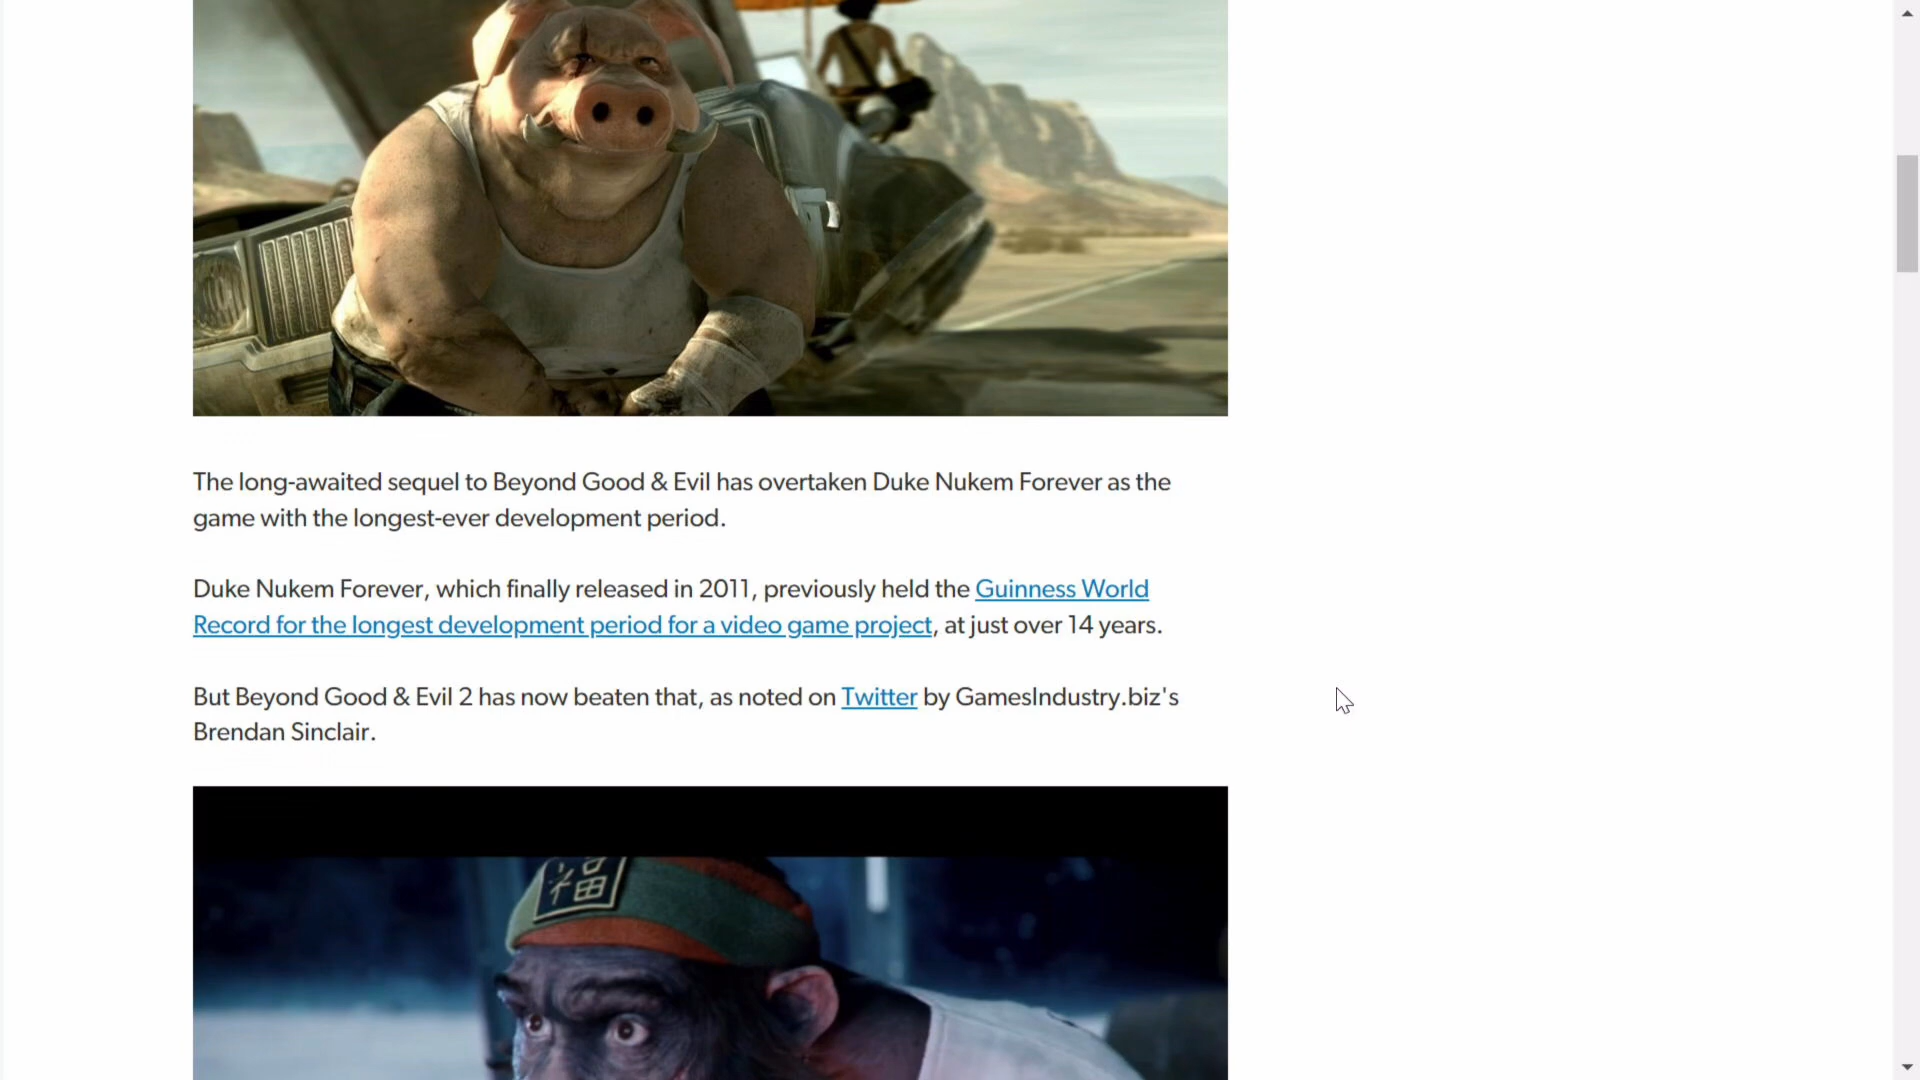 The long-awaited sequel to Beyond Good & Evil has overtaken Duke Nukem Forever as the
game with the longest-ever development period.
Duke Nukem Forever, which finally released in 2011, previously held the Guinness World
Record for the longest development period for a video game project, at just over 14 years.
But Beyond Good & Evil 2 has now beaten that, as noted on Twitter by GamesIndustry.biz's
Brendan Sinclair.
福